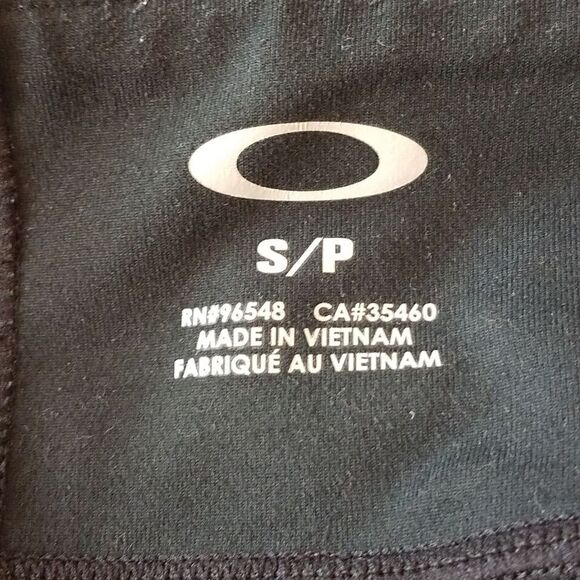 S/P
RN#96548 CA#35460
MADE IN VIETNAM
FABRIQUÉ AU VIETNAM